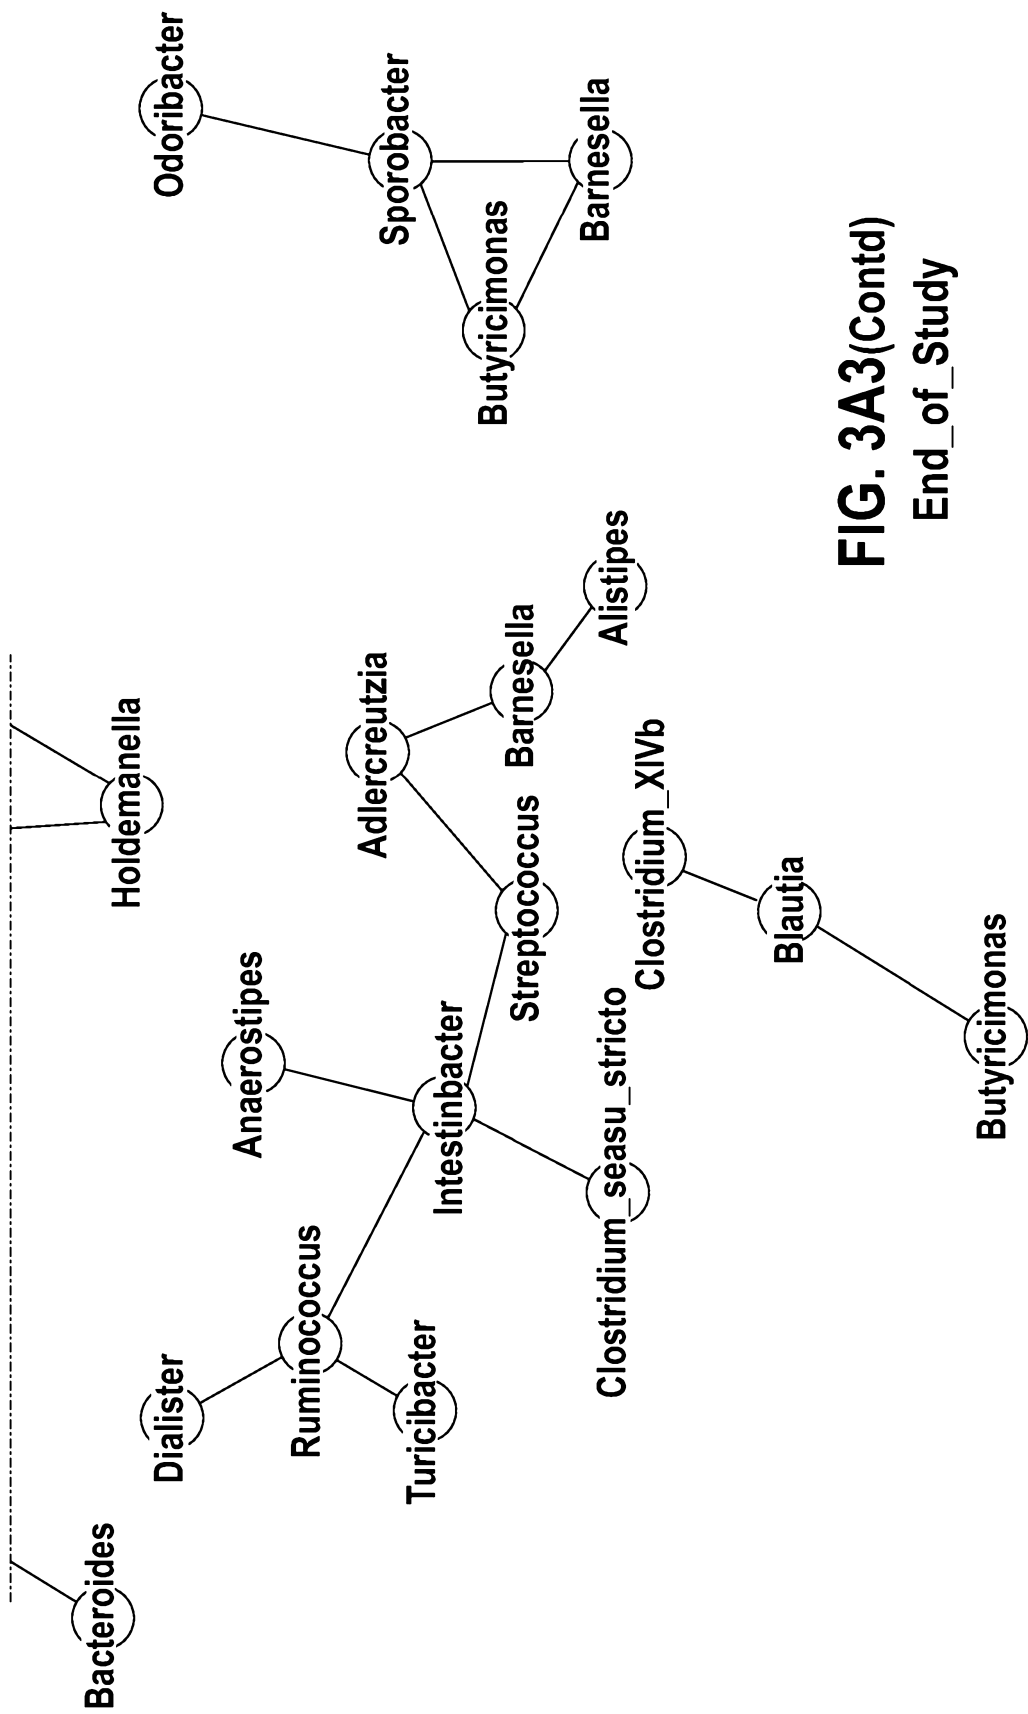 Bacteroides
Holdemanella
Dialister
Odoribacter
Anaerostipes
Ruminococcus
Adlercreutzia
Sporobacter
Turicibacter
Intestinbacter
Butyricimonas
Streptococcus
Barnesella
Barnesella
Clostridium_seasu_stricto
Alistipes
Clostridium_XIVb
Blautia
Butyricimonas
FIG. 3A3(Contd)
End_of_Study